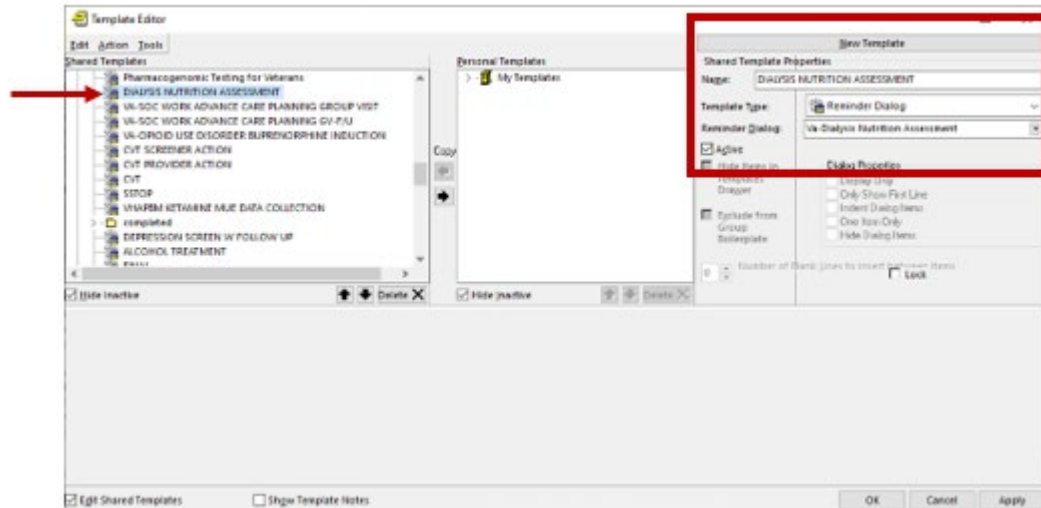 Template Editor
Edit Action Tools
Shared Templates
Pharmacogenomic Testing for Veterans
DIALYSIS NUTRITION ASSESSMENT
VA-SOC WORK ADVANCE CARE PLANNING GROUP VISIT
VA-SOC WORK ADVANCE CARE PLANNING GV-F/U
VA-OPIOID USE DISORDER BUPRENORPHINE INDUCTION
CVT SCREENER ACTION
CVT PROVIDER ACTION
CVT
SSTOP
VHAPBM KETAMINE MUE DATA COLLECTION
completed
DEPRESSION SCREEN W FOLLOW UP
ALCOHOL TREATMENT
Hide Inactive
Delete
Copy
Personal Templates
My Templates
Hide Inactive
Delete
New Template
Shared Template Properties
Name: DIALYSIS NUTRITION ASSESSMENT
Template Type: Reminder Dialog
Reminder Dialog: Va-Dialysis Nutrition Assessment
Active
Hide Items in Templates Drawer
Exclude from Group Boilerplate
Dialog Properties
Display Only
Only Show First Line
Indent Dialog Items
One Item Only
Hide Dialog Items
0 Number of Blank Lines to insert between items
Lock
Edit Shared Templates
Show Template Notes
OK Cancel Apply